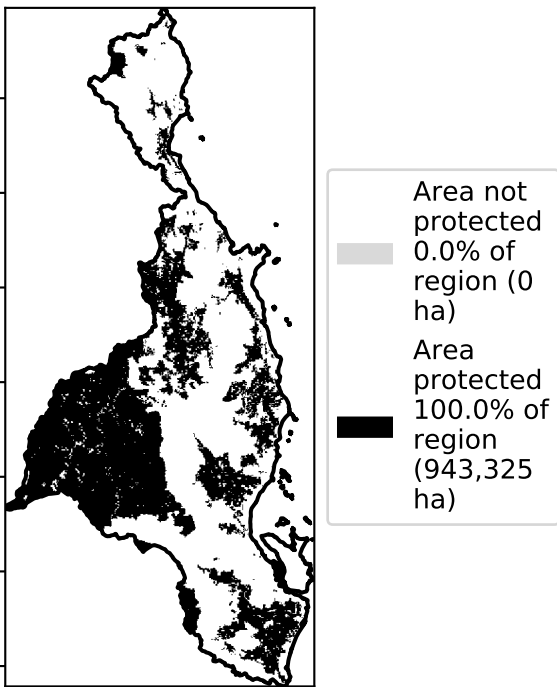 Area not
protected
0.0% of
region (0
ha)
Area
protected
100.0% of
region
(943,325
ha)